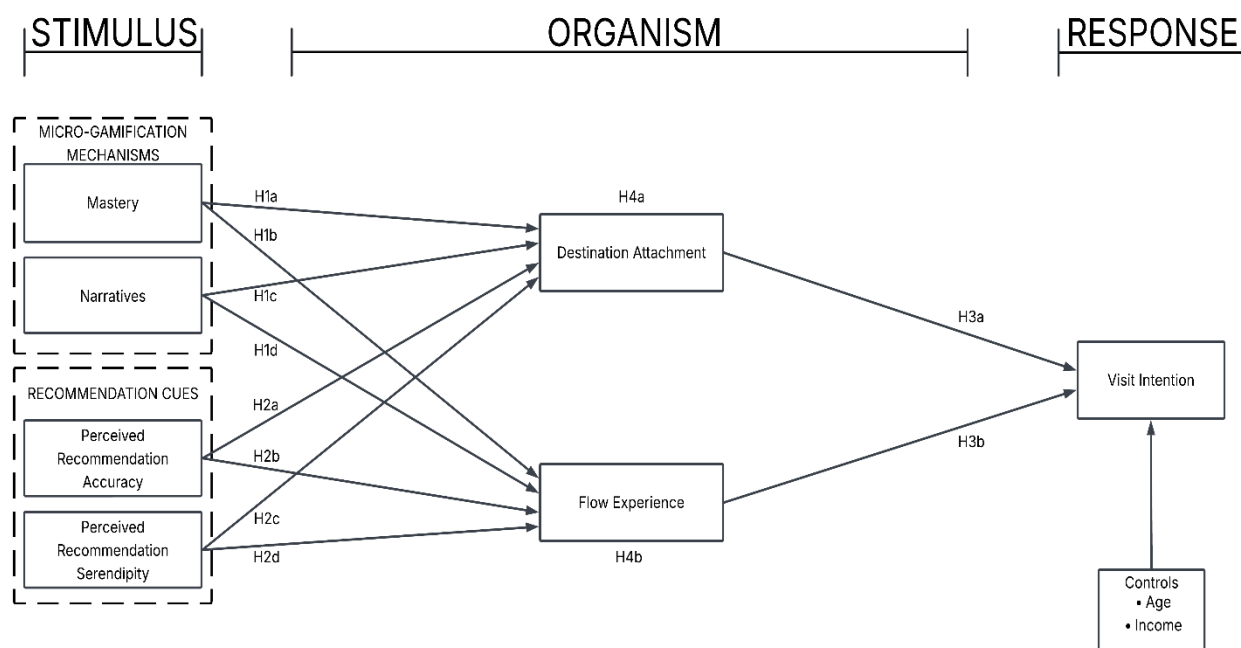 STIMULUS
ORGANISM
RESPONSE
MICRO-GAMIFICATION
MECHANISMS
Mastery
Narratives
RECOMMENDATION CUES
Perceived
Recommendation
Accuracy
Perceived
Recommendation
Serendipity
H1a
H1b
H1c
H1d
H2a
H2b
H2c
H2d
H4a
Destination Attachment
Flow Experience
H4b
H3a
H3b
Visit Intention
Controls
• Age
• Income